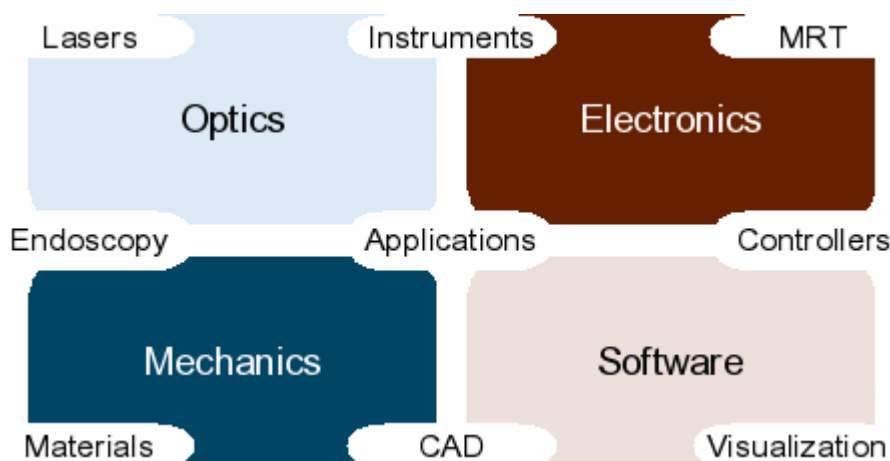 Lasers
Instruments
MRT
Optics
Electronics
Endoscopy
Applications
Controllers
Mechanics
Software
Materials
CAD
Visualization